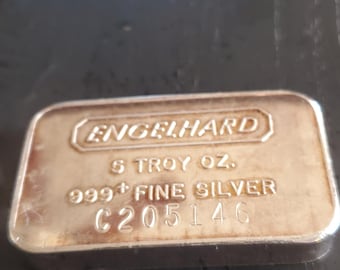 ENGELHARD
5 TROY OZ.
999+ FINE SILVER
C205146